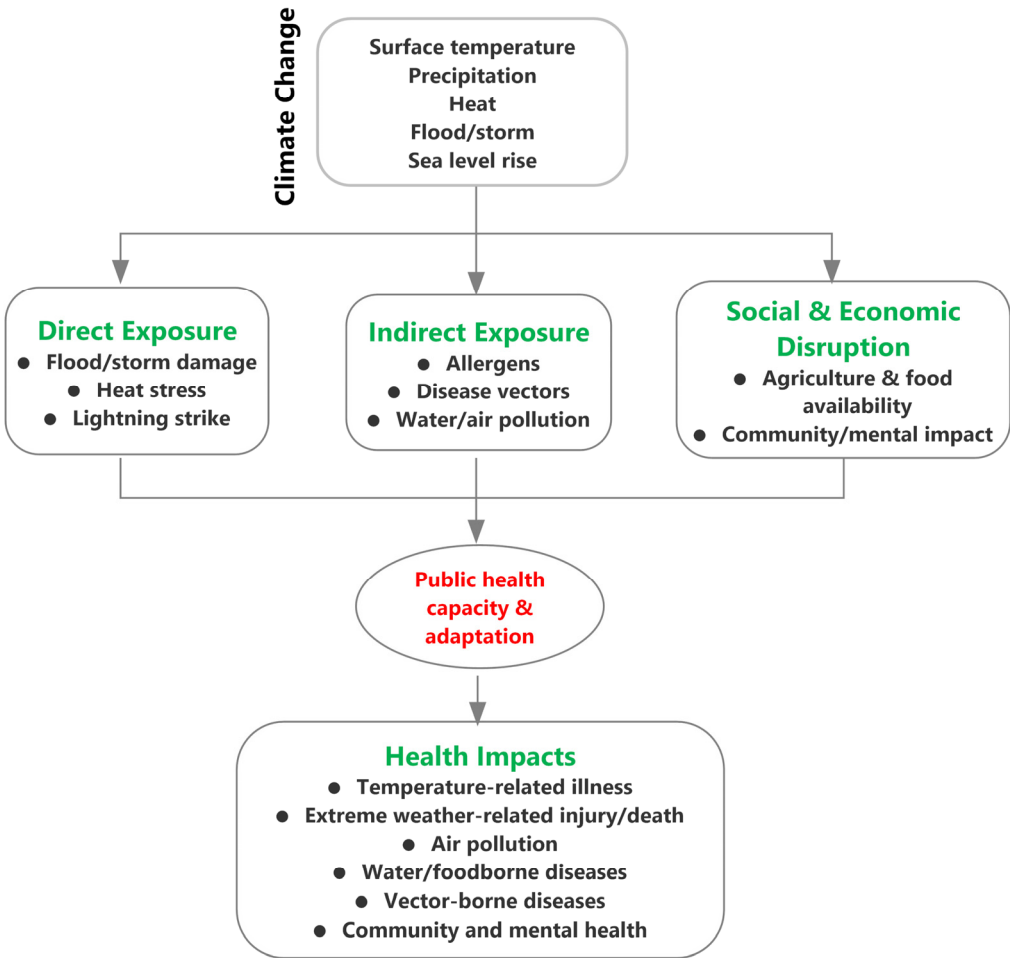 Climate Change
Surface temperature
Precipitation
Heat
Flood/storm
Sea level rise
Direct Exposure
● Flood/storm damage
● Heat stress
● Lightning strike
Indirect Exposure
● Allergens
● Disease vectors
● Water/air pollution
Social & Economic
Disruption
● Agriculture & food
availability
● Community/mental impact
Public health
capacity &
adaptation
Health Impacts
● Temperature-related illness
● Extreme weather-related injury/death
● Air pollution
● Water/foodborne diseases
● Vector-borne diseases
● Community and mental health